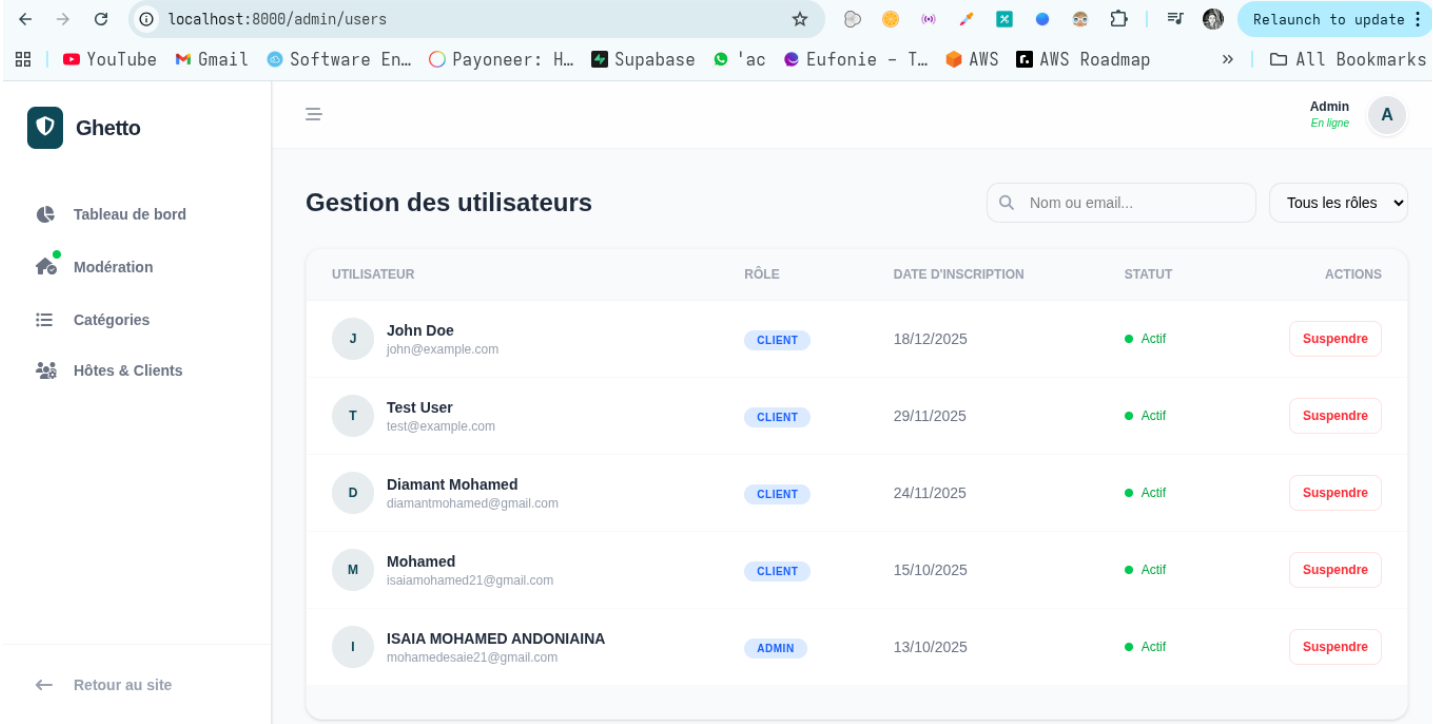 localhost:8000/admin/users
Relaunch to update
YouTube Gmail Software En… Payoneer: H… Supabase 'ac Eufonie – T… AWS AWS Roadmap » All Bookmarks
Ghetto
Admin
En ligne
A
Tableau de bord
Modération
Catégories
Hôtes & Clients
Retour au site
Gestion des utilisateurs
Nom ou email...
Tous les rôles
UTILISATEUR RÔLE DATE D'INSCRIPTION STATUT ACTIONS
J John Doe CLIENT 18/12/2025 Actif Suspendre
john@example.com
T Test User CLIENT 29/11/2025 Actif Suspendre
test@example.com
D Diamant Mohamed CLIENT 24/11/2025 Actif Suspendre
diamantmohamed@gmail.com
M Mohamed CLIENT 15/10/2025 Actif Suspendre
isaiamohamed21@gmail.com
I ISAIA MOHAMED ANDONIAINA ADMIN 13/10/2025 Actif Suspendre
mohamedesaie21@gmail.com